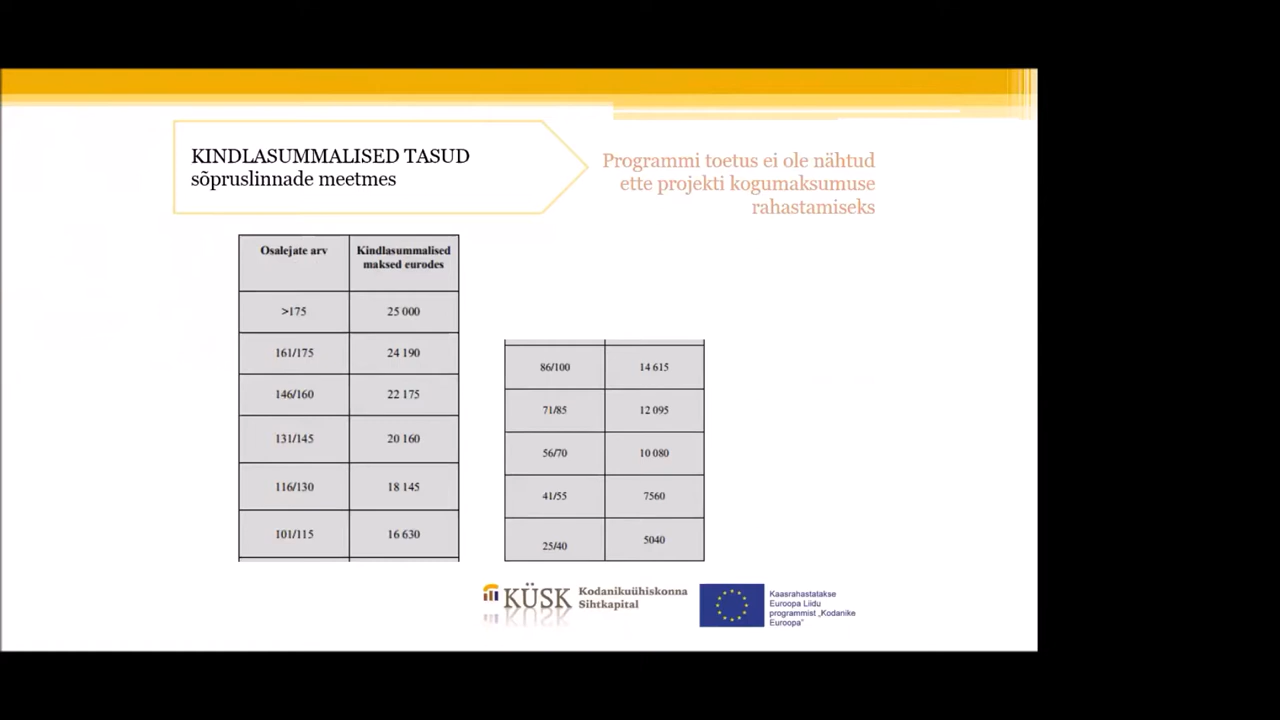 KINDLASUMMALISED TASUD
sõpruslinnade meetmes
Programmi toetus ei ole nähtud
ette projekti kogumaksumuse
rahastamiseks
Osalejate arv Kindlasummalised
maksed eurodes
>175 25 000
161/175 24 190
146/160 22 175
131/145 20 160
116/130 18 145
101/115 16 630
86/100 14 615
71/85 12 095
56/70 10 080
41/55 7560
25/40 5040
KÜSK Kodanikuühiskonna
Sihtkapital
Kaasrahastatakse
Euroopa Liidu
programmist „Kodanike
Euroopa”